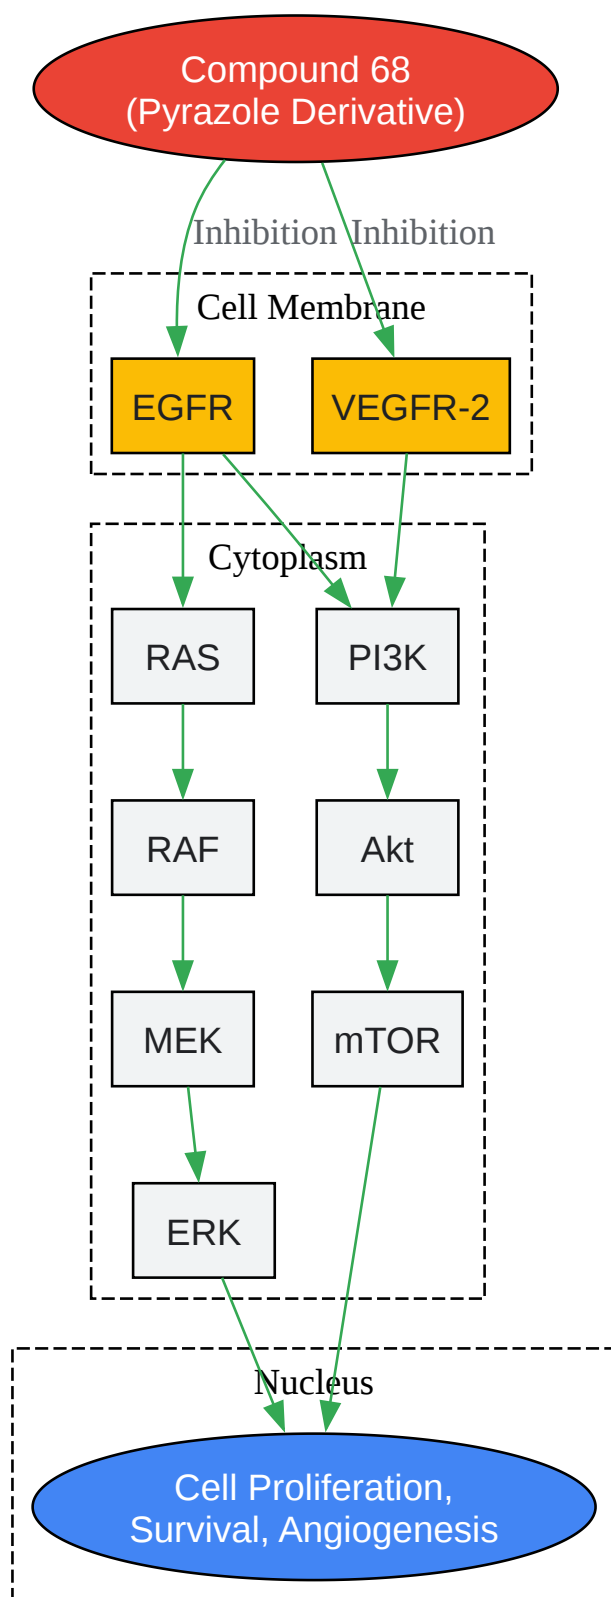 Compound 68
(Pyrazole Derivative)
Inhibition Inhibition
Cell Membrane
EGFR VEGFR-2
Cytoplasm
RAS PI3K
RAF Akt
MEK mTOR
ERK
Nucleus
Cell Proliferation,
Survival, Angiogenesis